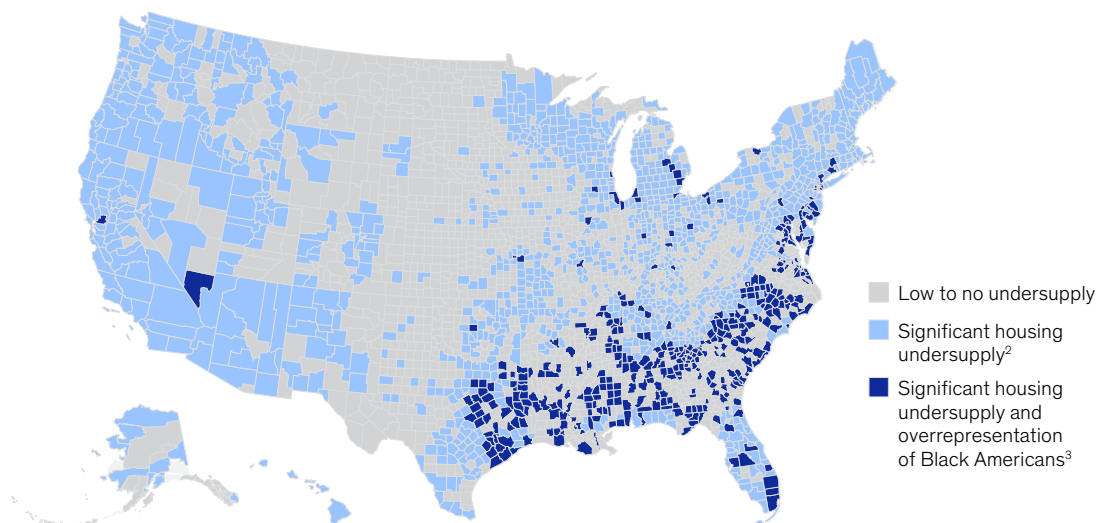 Low to no undersupply
Significant housing
undersupply²
Significant housing
undersupply and
overrepresentation
of Black Americans³